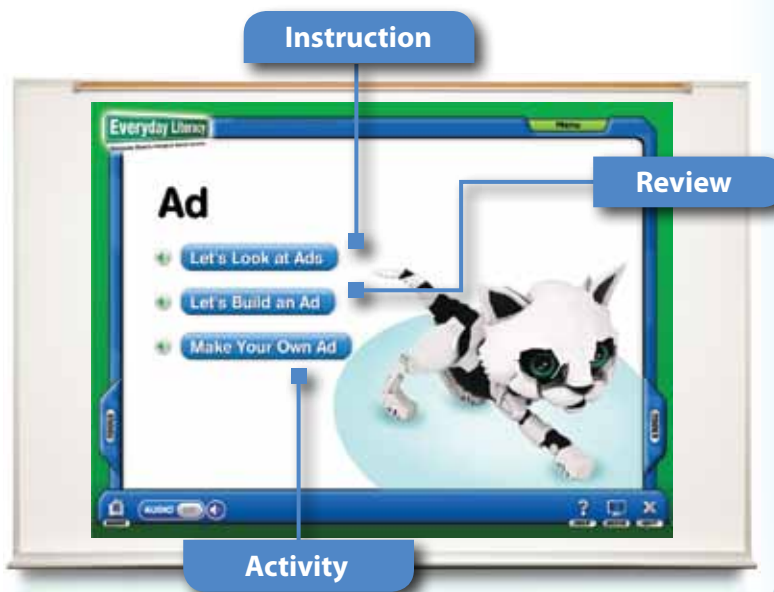 Instruction
Everyday Literacy
Menu
Review
Ad
Let's Look at Ads
Let's Build an Ad
Make Your Own Ad
AUDIO
?
X
Activity